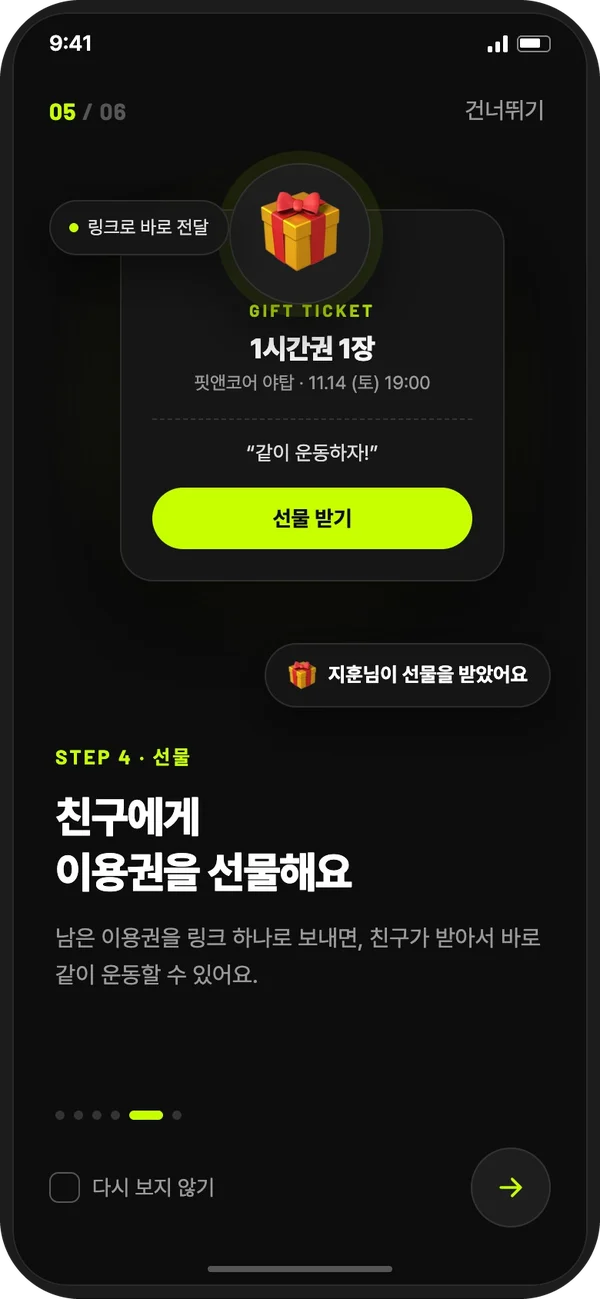 9:41
05 / 06
건너뛰기
링크로 바로 전달
GIFT TICKET
1시간권 1장
핏앤코어 야탑 · 11.14 (토) 19:00
“같이 운동하자!”
선물 받기
지훈님이 선물을 받았어요
STEP 4 · 선물
친구에게
이용권을 선물해요
남은 이용권을 링크 하나로 보내면, 친구가 받아서 바로
같이 운동할 수 있어요.
다시 보지 않기